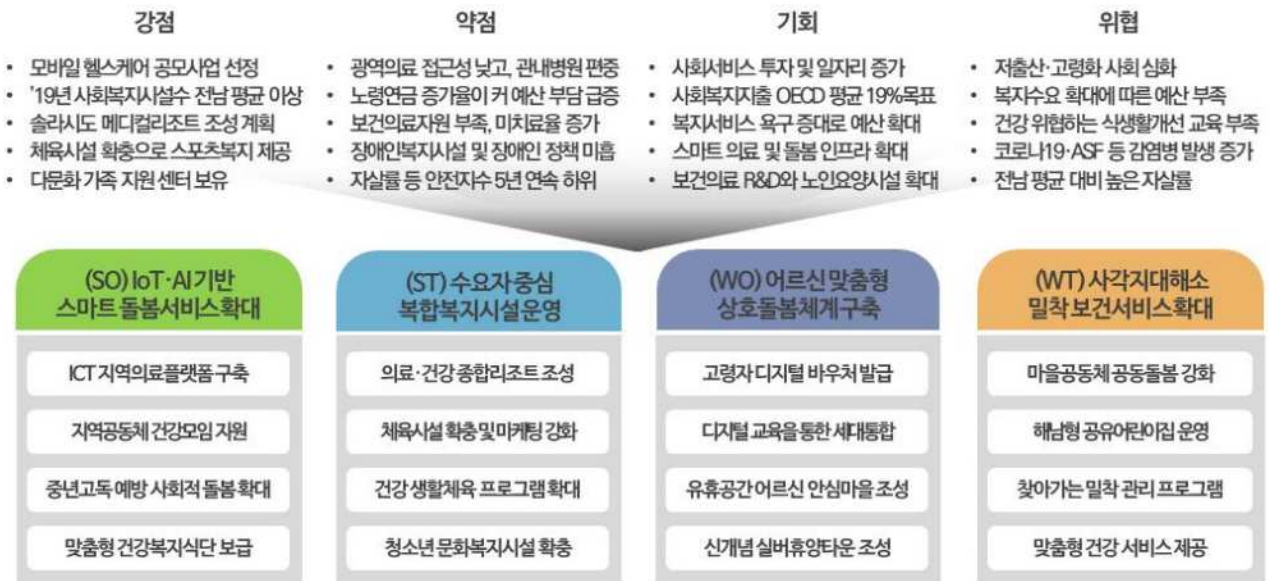 강점
• 모바일 헬스케어 공모사업 선정
• '19년 사회복지시설수 전남 평균 이상
• 솔라시도 메디컬리조트 조성 계획
• 체육시설 확충으로 스포츠복지 제공
• 다문화 가족 지원 센터 보유
약점
• 광역의료 접근성 낮고, 관내병원 편중
• 노령연금 증가율이 커 예산 부담 급증
• 보건의료자원 부족, 미치료율 증가
• 장애인복지시설 및 장애인 정책 미흡
• 자살률 등 안전지수 5년 연속 하위
기회
• 사회서비스 투자 및 일자리 증가
• 사회복지지출 OECD 평균 19%목표
• 복지서비스 욕구 증대로 예산 확대
• 스마트 의료 및 돌봄 인프라 확대
• 보건의료 R&D와 노인요양시설 확대
위협
• 저출산·고령화 사회 심화
• 복지수요 확대에 따른 예산 부족
• 건강 위협하는 식생활개선 교육 부족
• 코로나19·ASF 등 감염병 발생 증가
• 전남 평균 대비 높은 자살률
(SO) IoT·AI 기반
스마트 돌봄서비스 확대
ICT 지역의료플랫폼 구축
지역공동체 건강모임 지원
중년고독 예방 사회적 돌봄 확대
맞춤형 건강복지식단 보급
(ST) 수요자 중심
복합복지시설 운영
의료·건강 종합리조트 조성
체육시설 확충 및 마케팅 강화
건강 생활체육 프로그램 확대
청소년 문화복지시설 확충
(WO) 어르신 맞춤형
상호돌봄체계 구축
고령자 디지털 바우처 발급
디지털 교육을 통한 세대통합
유휴공간 어르신 안심마을 조성
신개념 실버휴양타운 조성
(WT) 사각지대해소
밀착 보건서비스 확대
마을공동체 공동돌봄 강화
해남형 공유어린이집 운영
찾아가는 밀착 관리 프로그램
맞춤형 건강 서비스 제공